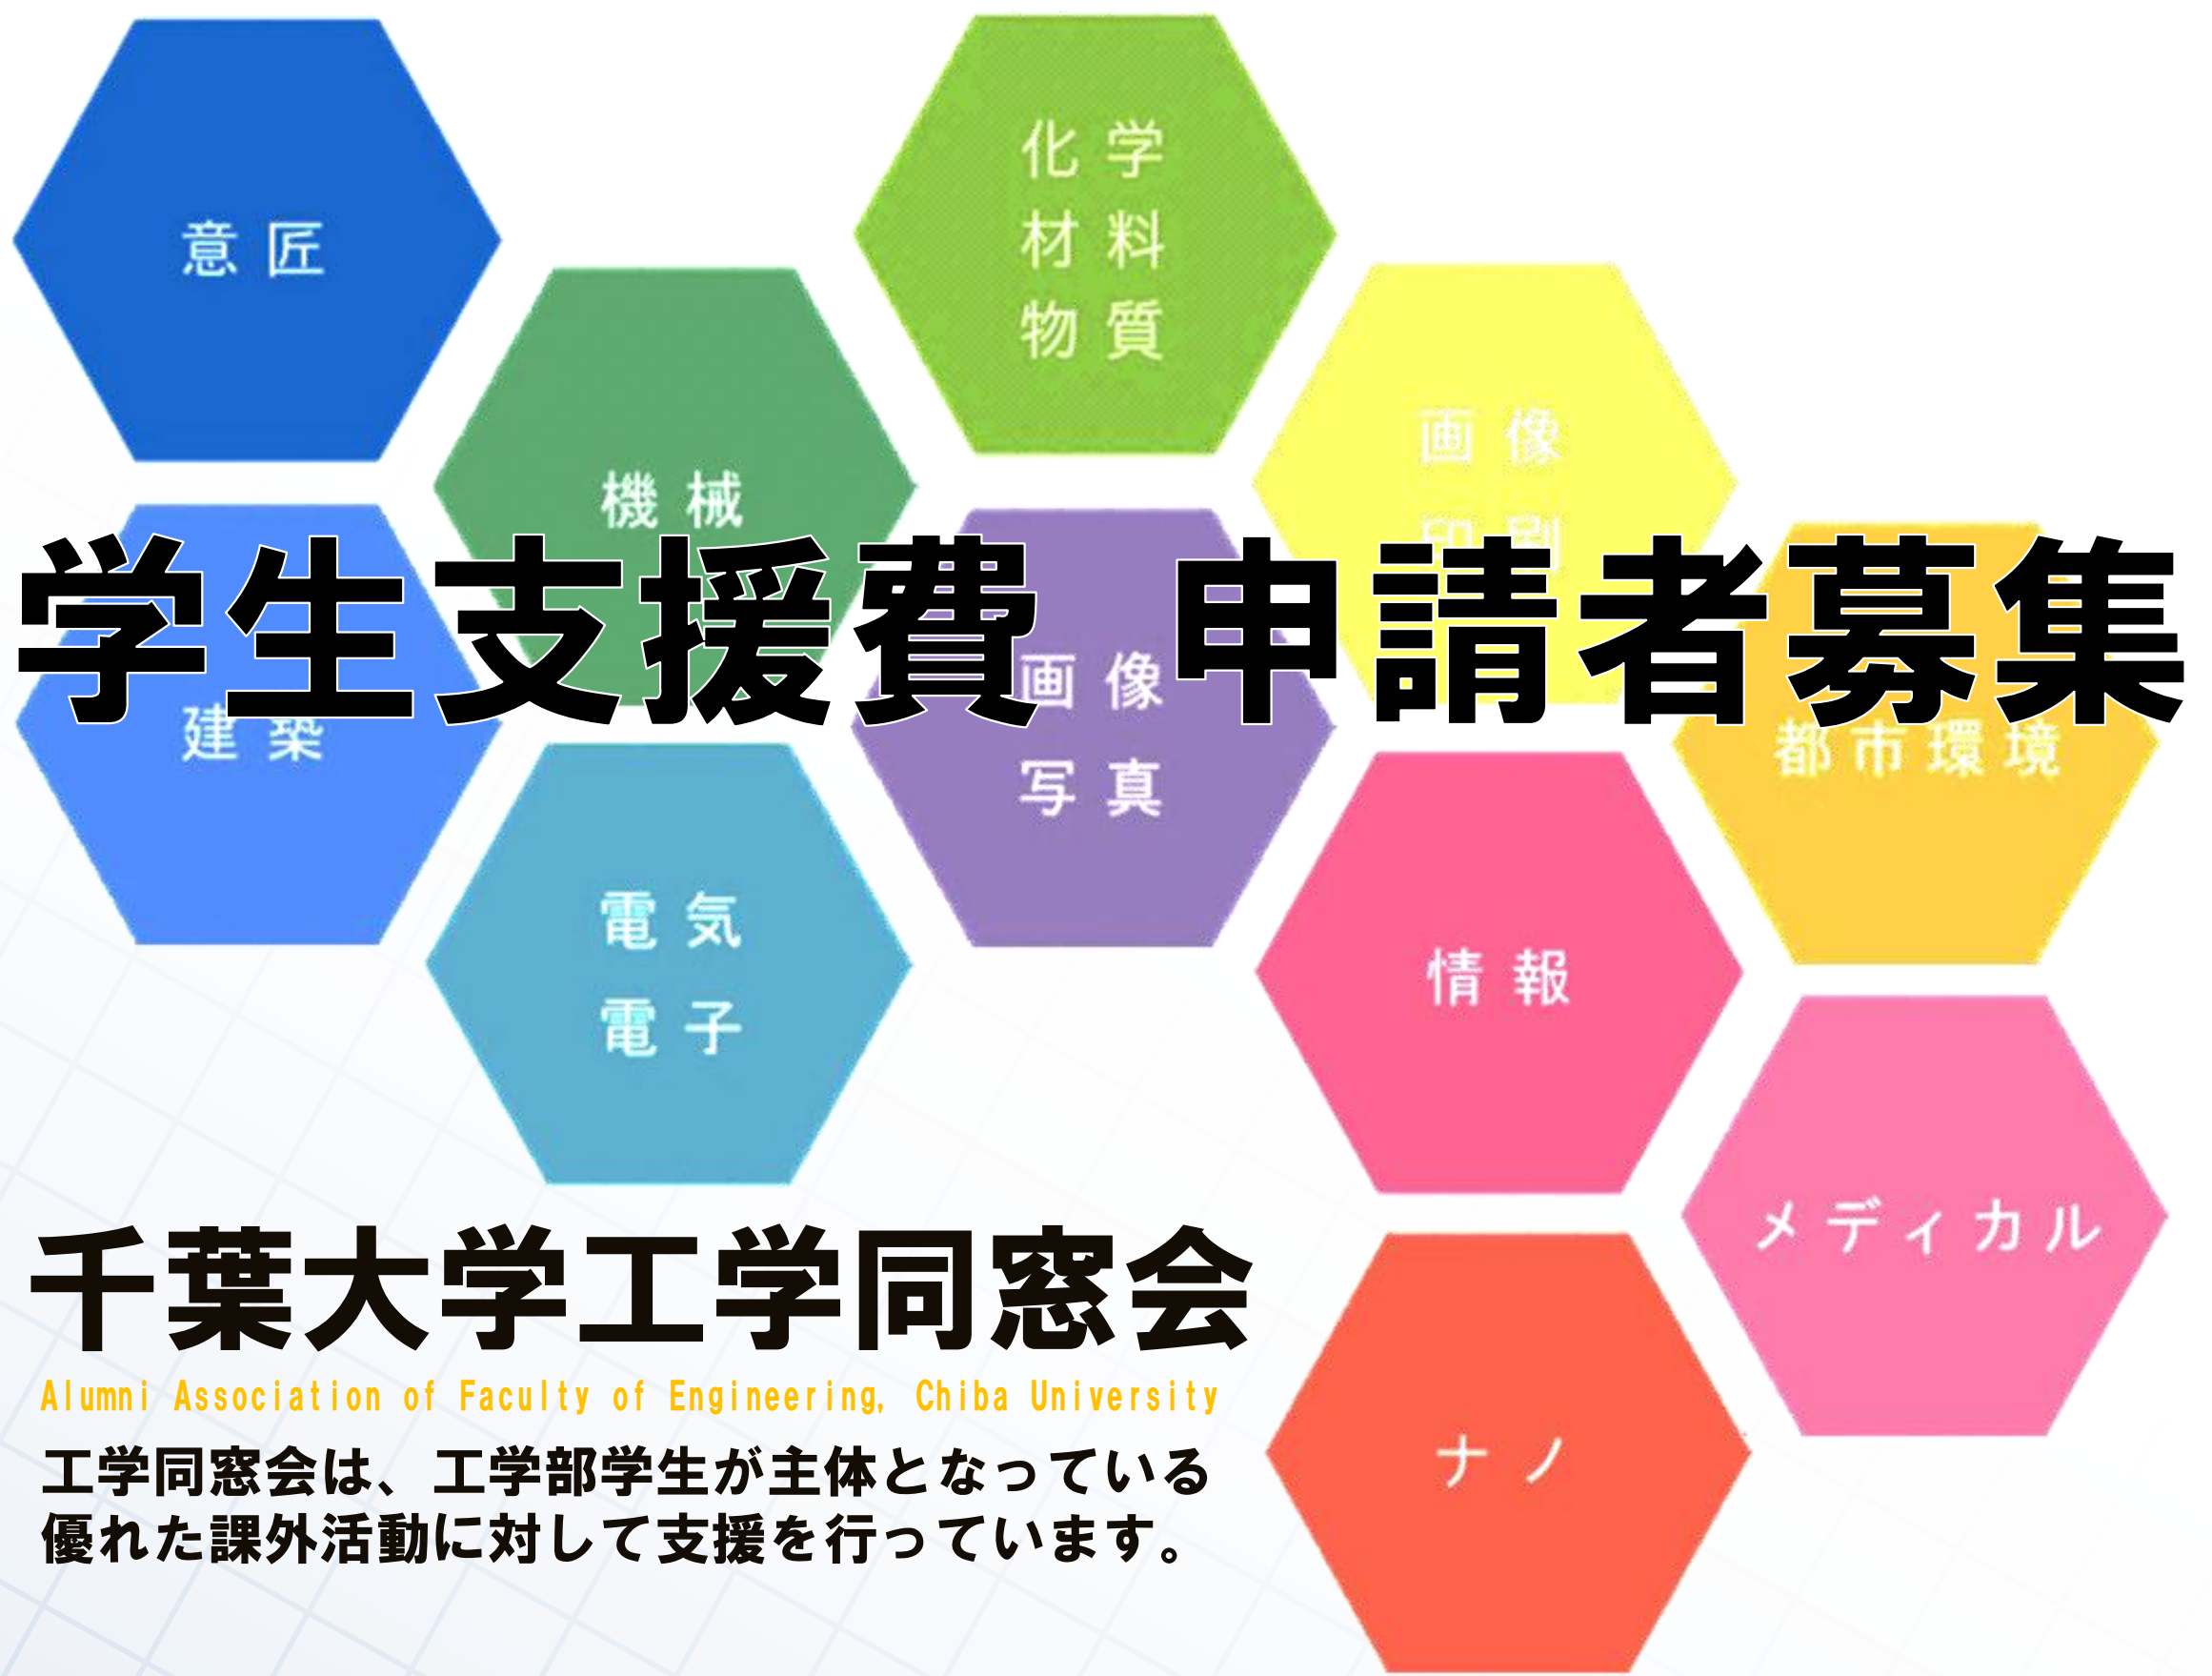 意匠
化学
材料
物質
機械
画像
印刷
学生支援費 申請者募集
建築
画像
写真
都市環境
電気
電子
情報
メディカル
ナノ
千葉大学工学同窓会
Alumni Association of Faculty of Engineering, Chiba University
工学同窓会は、工学部学生が主体となっている
優れた課外活動に対して支援を行っています。